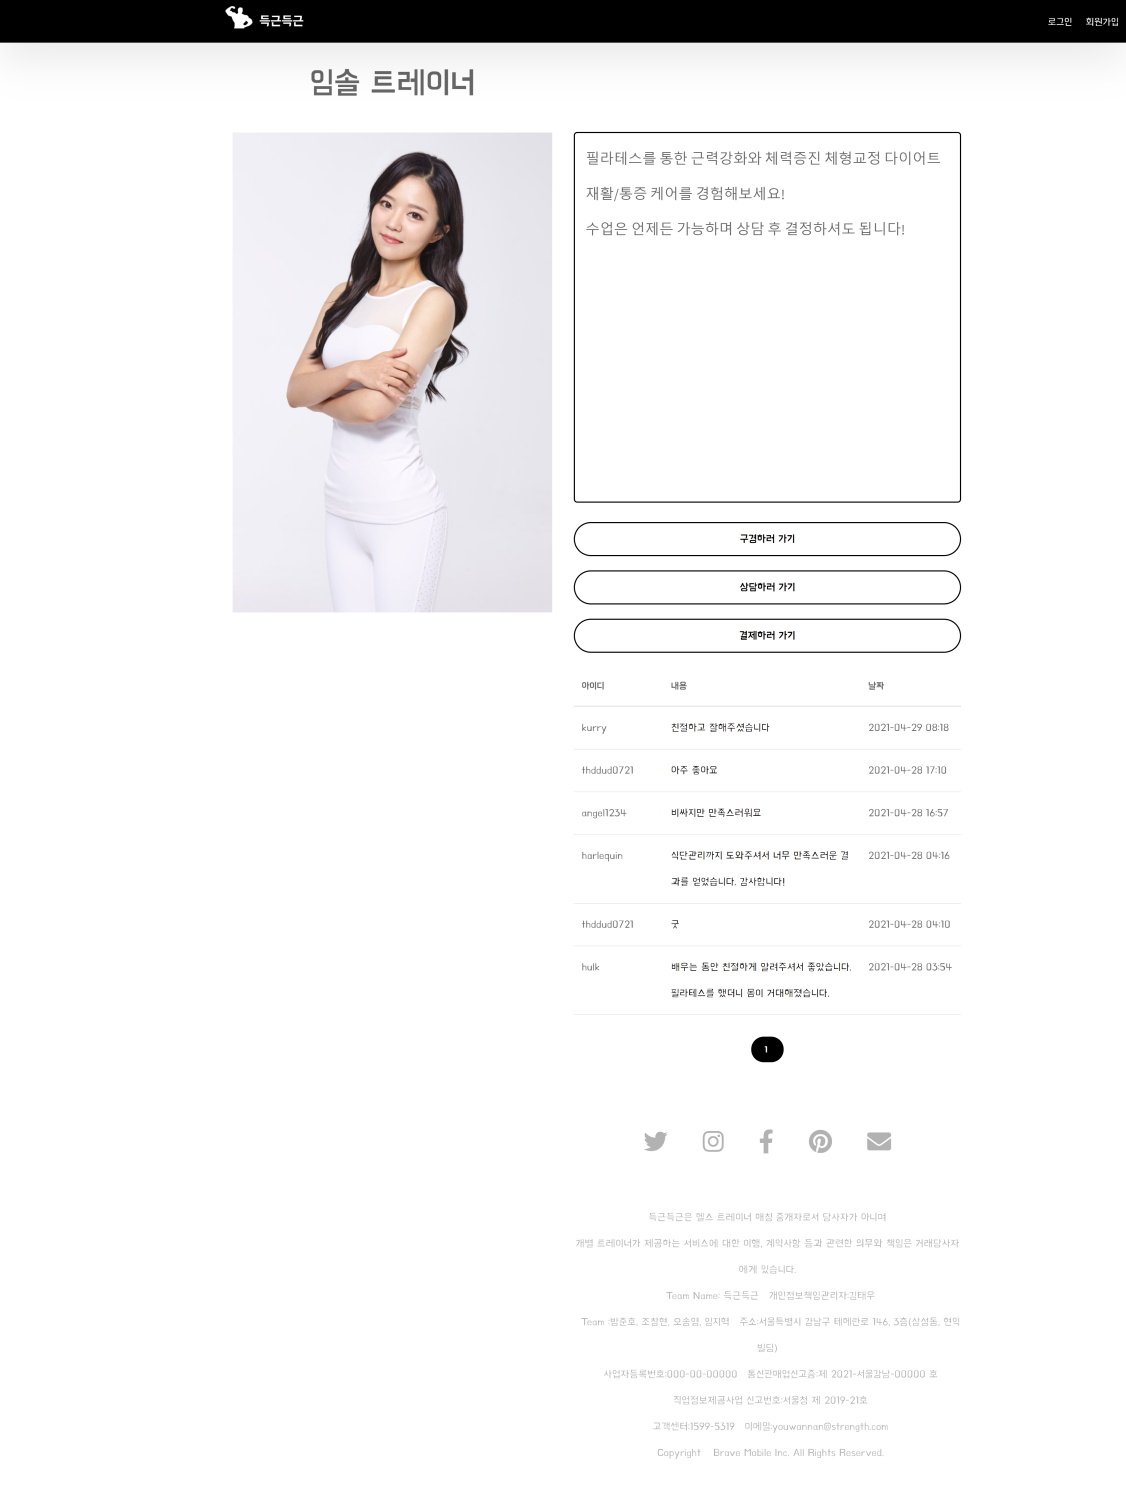 득근득근
로그인 회원가입
임솔 트레이너
필라테스를 통한 근력강화와 체력증진 체형교정 다이어트
재활/통증 케어를 경험해보세요!
수업은 언제든 가능하며 상담 후 결정하셔도 됩니다!
구경하러 가기
상담하러 가기
결제하러 가기
아이디 내용 날짜
kurry 친절하고 잘해주셨습니다 2021-04-29 08:18
thddud0721 아주 좋아요 2021-04-28 17:10
angel1234 비싸지만 만족스러워요 2021-04-28 16:57
harlequin 식단관리까지 도와주셔서 너무 만족스러운 결 2021-04-28 04:16
과를 얻었습니다. 감사합니다!
thddud0721 굿 2021-04-28 04:10
hulk 배우는 동안 친절하게 알려주셔서 좋았습니다. 2021-04-28 03:54
필라테스를 했더니 몸이 거대해졌습니다.
1
득근득근은 헬스 트레이너 매칭 중개자로서 당사자가 아니며
개별 트레이너가 제공하는 서비스에 대한 이행, 계약사항 등과 관련한 의무와 책임은 거래당사자
에게 있습니다.
Team Name: 득근득근 개인정보책임관리자:김태우
Team :방준호, 조창현, 오송영, 임지혁 주소:서울특별시 강남구 테헤란로 146, 3층(삼성동, 현익
빌딩)
사업자등록번호:000-00-00000 통신판매업신고증:제 2021-서울강남-00000 호
직업정보제공사업 신고번호:서울청 제 2019-21호
고객센터:1599-5319 이메일:youwannan@strength.com
Copyright Brave Mobile Inc. All Rights Reserved.